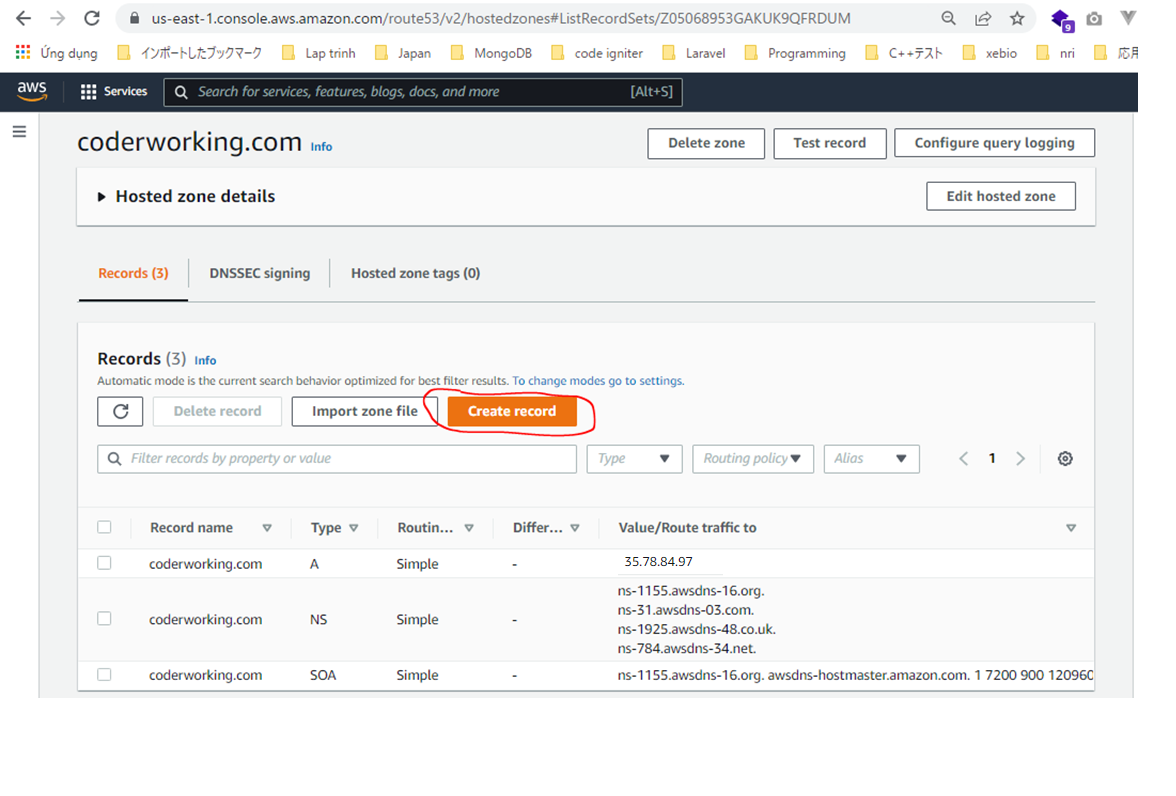 us-east-1.console.aws.amazon.com/route53/v2/hostedzones#ListRecordSets/Z05068953GAKUK9QFRDUM
9
Ứng dụng インポートしたブックマーク Lap trinh Japan MongoDB code igniter Laravel Programming C++テスト xebio nri 応用
aws Services Search for services, features, blogs, docs, and more [Alt+S]
coderworking.com Info Delete zone Test record Configure query logging
Hosted zone details Edit hosted zone
Records (3) DNSSEC signing Hosted zone tags (0)
Records (3) Info
Automatic mode is the current search behavior optimized for best filter results. To change modes go to settings.
Delete record Import zone file Create record
Filter records by property or value Type Routing policy Alias 1
Record name Type Routin... Differ... Value/Route traffic to
coderworking.com A Simple - 35.78.84.97
ns-1155.awsdns-16.org.
ns-31.awsdns-03.com.
coderworking.com NS Simple -
ns-1925.awsdns-48.co.uk.
ns-784.awsdns-34.net.
coderworking.com SOA Simple - ns-1155.awsdns-16.org. awsdns-hostmaster.amazon.com. 1 7200 900 120960